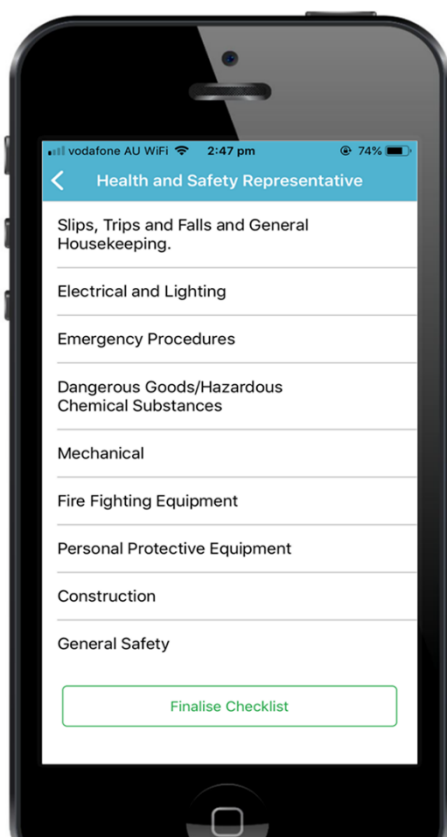 vodafone AU WiFi 2:47 pm 74%
Health and Safety Representative
Slips, Trips and Falls and General
Housekeeping.
Electrical and Lighting
Emergency Procedures
Dangerous Goods/Hazardous
Chemical Substances
Mechanical
Fire Fighting Equipment
Personal Protective Equipment
Construction
General Safety
Finalise Checklist